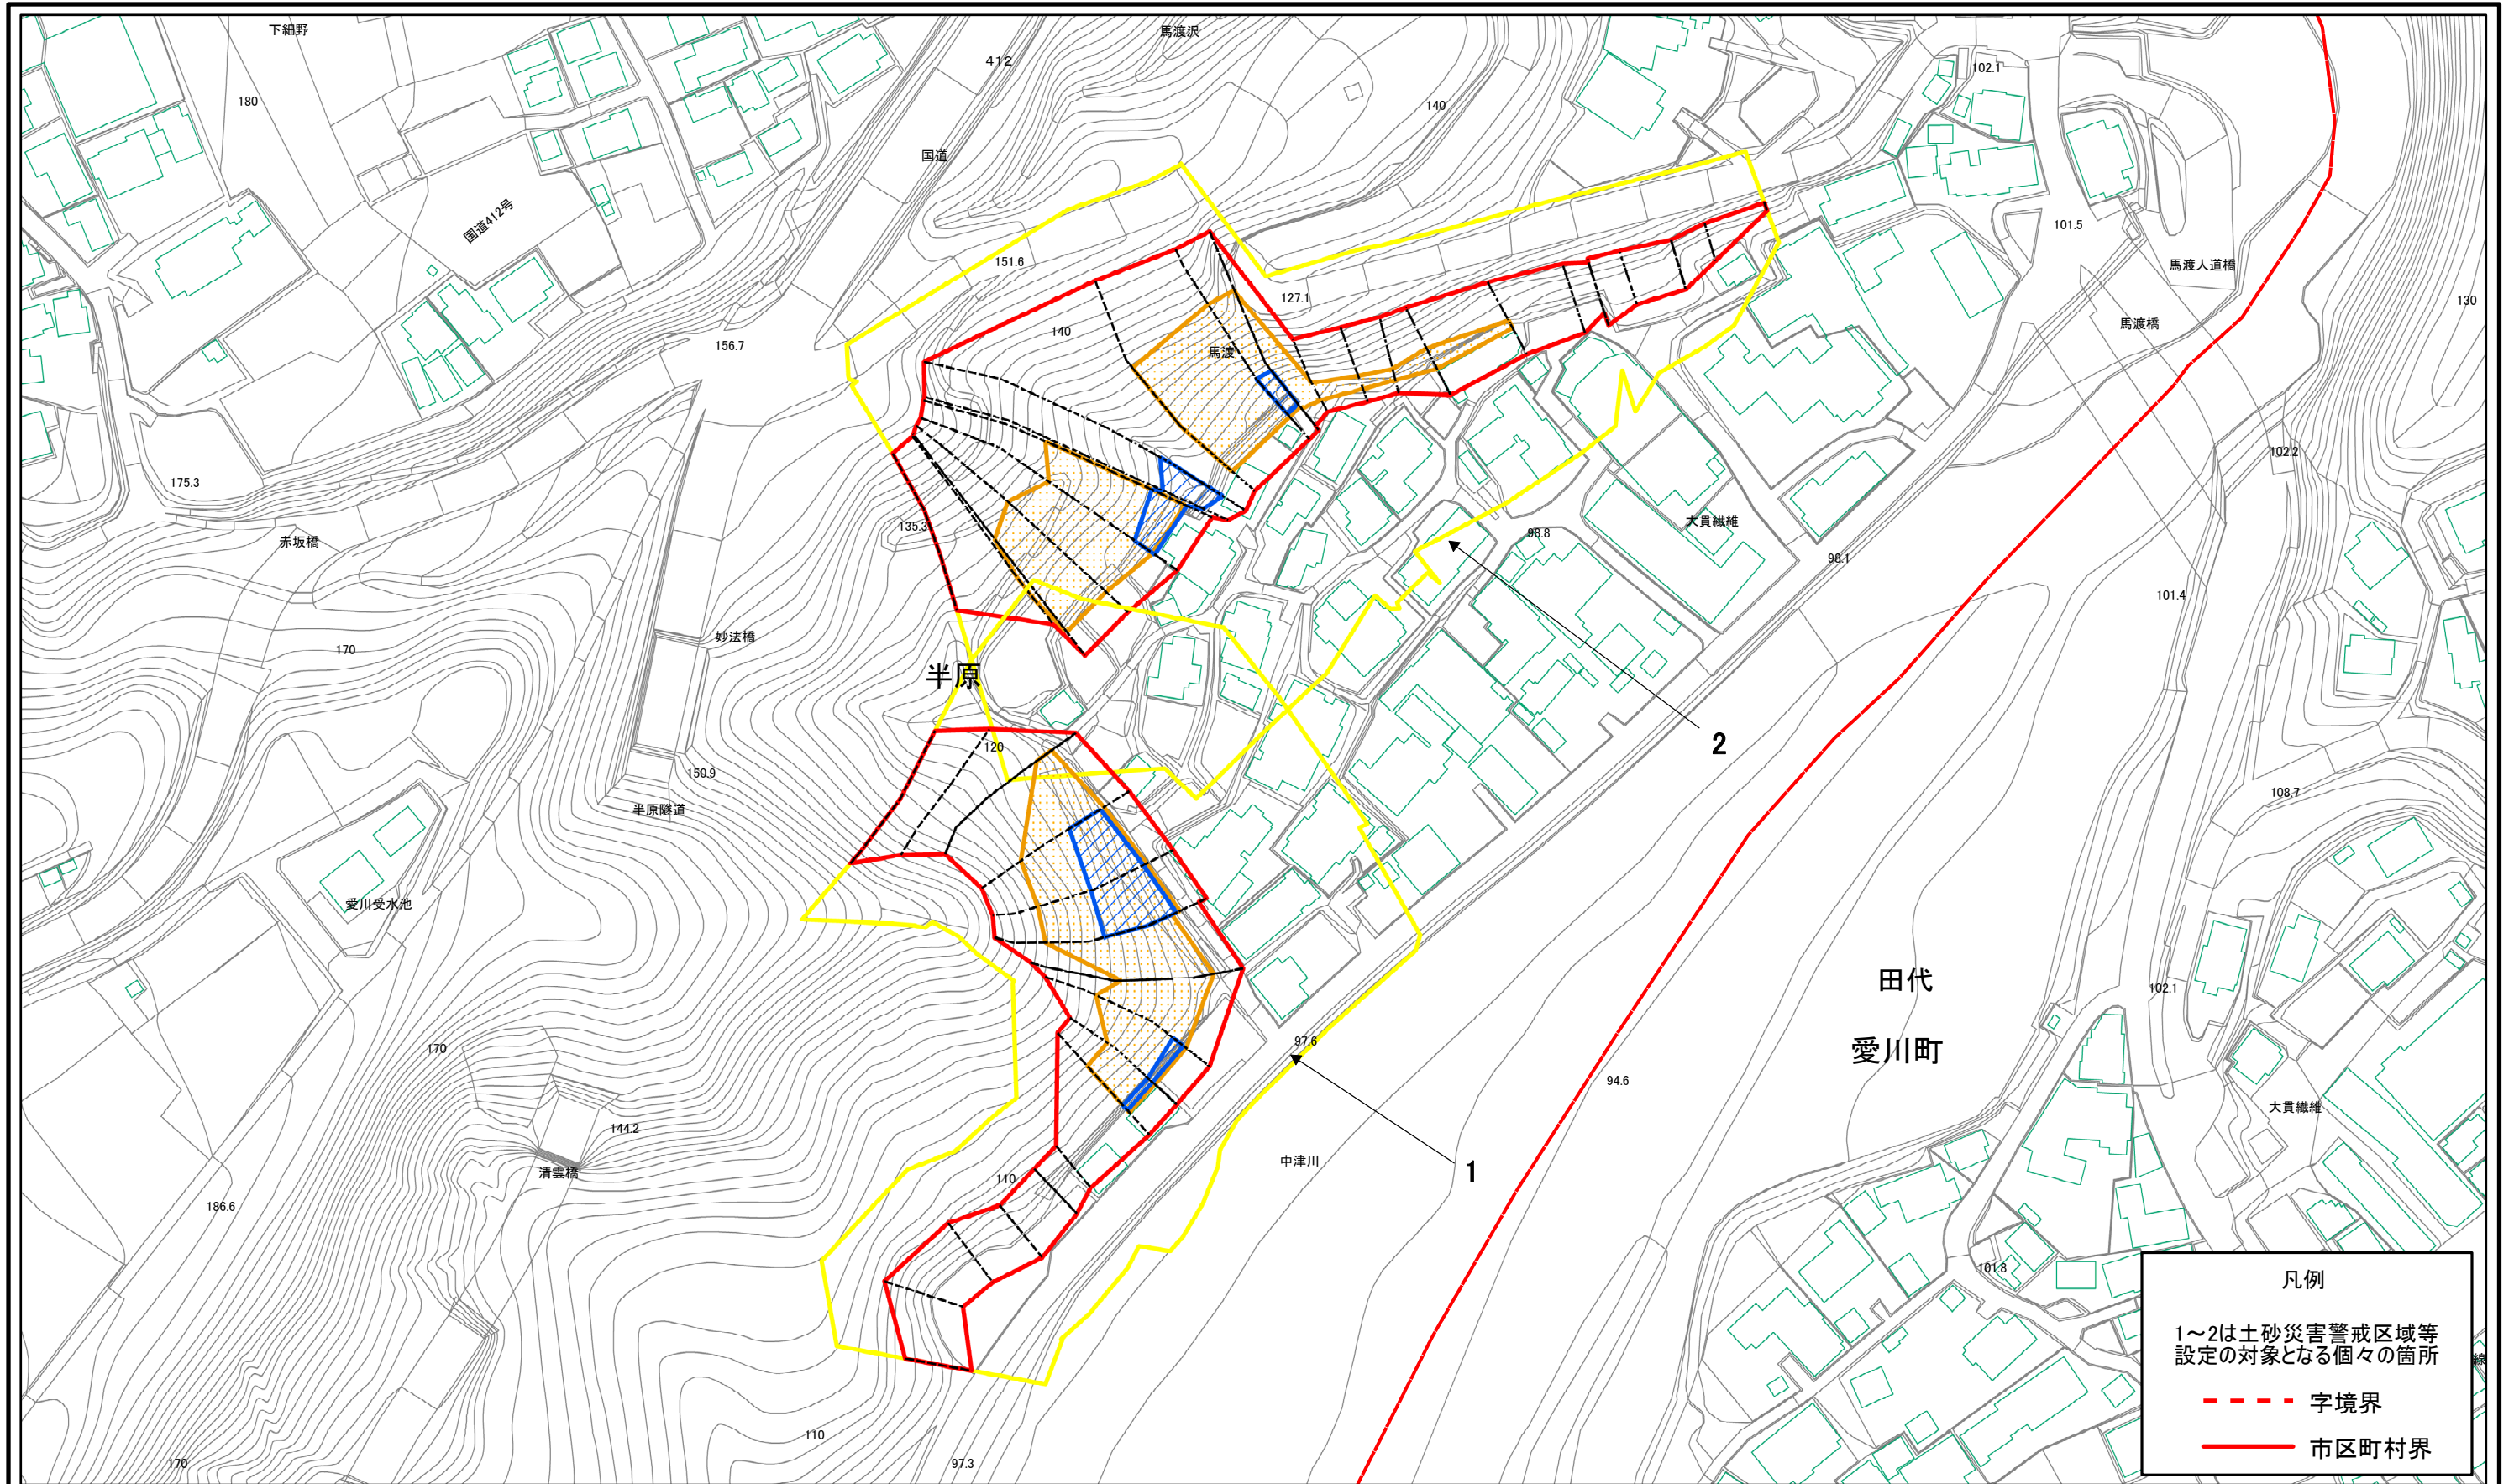 下細野
馬渡沢
412
102.1
180
140
国道
国道412号
101.5
151.6
馬渡人道橋
127.1
130
140
馬渡橋
156.7
馬渡
102.2
175.3
大貫繊維
135.3
赤坂橋
98.8
98.1
101.4
妙法橋
170
半原
2
120
150.9
108.7
半原隧道
愛川受水池
田代
102.1
97.6
170
愛川町
94.6
大貫繊維
144.2
中津川
清雲橋
1
110
186.6
101.8
凡例
1～2は土砂災害警戒区域等
設定の対象となる個々の箇所
線
字境界
市区町村界
110
170
97.3